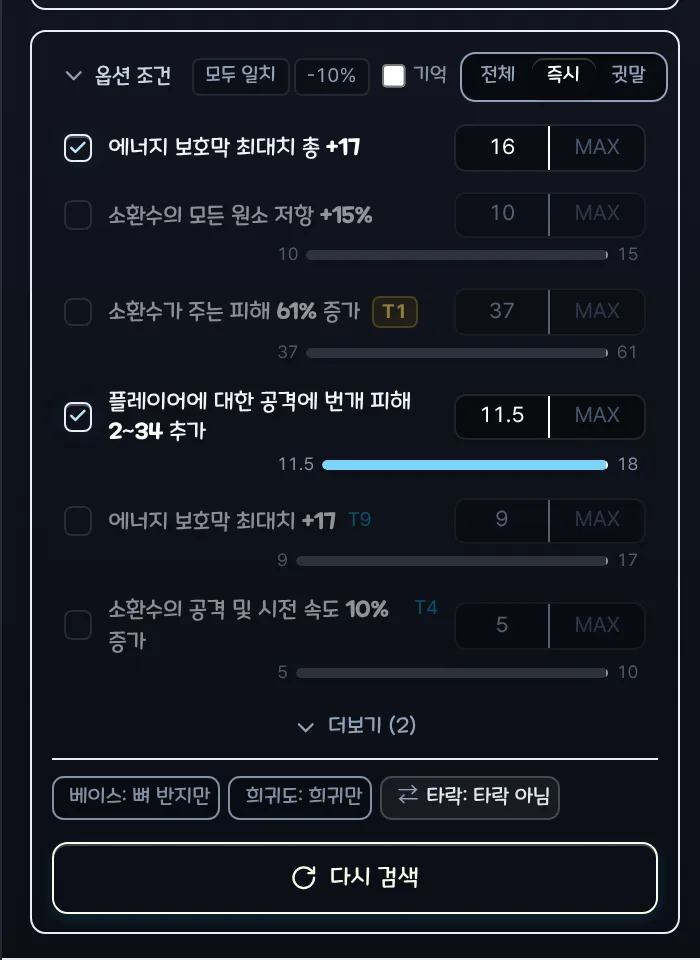 옵션 조건 모두 일치 -10% 기억 전체 즉시 귓말
에너지 보호막 최대치 총 +17 16 MAX
소환수의 모든 원소 저항 +15% 10 MAX
10 15
소환수가 주는 피해 61% 증가 T1 37 MAX
37 61
플레이어에 대한 공격에 번개 피해
2~34 추가 11.5 MAX
11.5 18
에너지 보호막 최대치 +17 T9 9 MAX
9 17
소환수의 공격 및 시전 속도 10% T4
증가 5 MAX
5 10
더보기 (2)
베이스: 뼈 반지만 희귀도: 희귀만 타락: 타락 아님
다시 검색